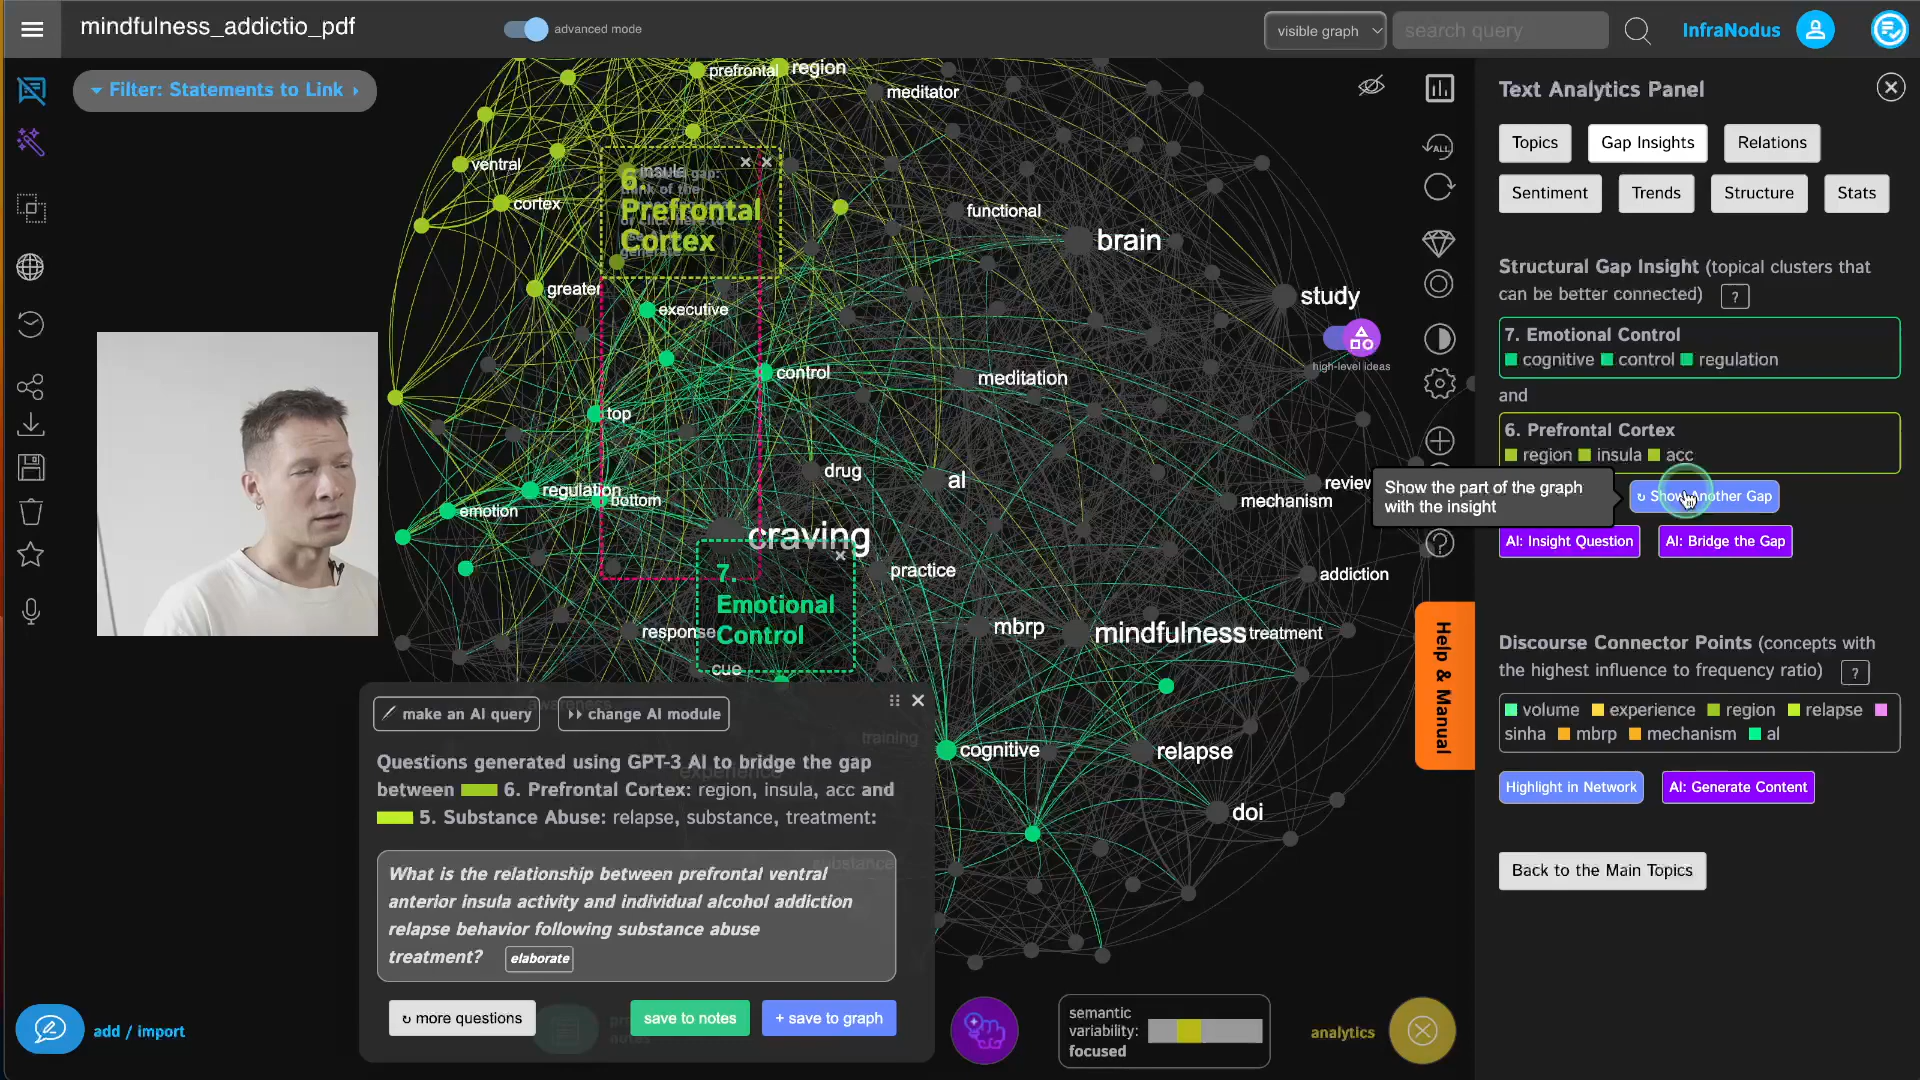 mindfulness_addictio_pdf
advanced mode
visible graph
search query
InfraNodus
Filter: Statements to Link
prefrontal
region
meditator
ventral
cortex
insula
6.
Prefrontal
Cortex
functional
brain
greater
executive
study
high-level ideas
control
meditation
top
drug
al
regulation
bottom
emotion
review
mechanism
craving
practice
addiction
7.
Emotional
Control
response
cue
mbrp
mindfulness
treatment
awareness
training
experience
cognitive
relapse
substance
doi
ALL
Help & Manual
make an AI query
change AI module
Questions generated using GPT-3 AI to bridge the gap
between 6. Prefrontal Cortex: region, insula, acc and
5. Substance Abuse: relapse, substance, treatment:
What is the relationship between prefrontal ventral
anterior insula activity and individual alcohol addiction
relapse behavior following substance abuse
treatment? elaborate
↻ more questions
save to notes
+ save to graph
add / import
semantic
variability:
focused
analytics
Text Analytics Panel
Topics
Gap Insights
Relations
Sentiment
Trends
Structure
Stats
Structural Gap Insight (topical clusters that
can be better connected) ?
7. Emotional Control
cognitive control regulation
and
6. Prefrontal Cortex
region insula acc
Show the part of the graph
with the insight
↻ Show Another Gap
AI: Insight Question
AI: Bridge the Gap
Discourse Connector Points (concepts with
the highest influence to frequency ratio) ?
volume experience region relapse
sinha mbrp mechanism al
Highlight in Network
AI: Generate Content
Back to the Main Topics